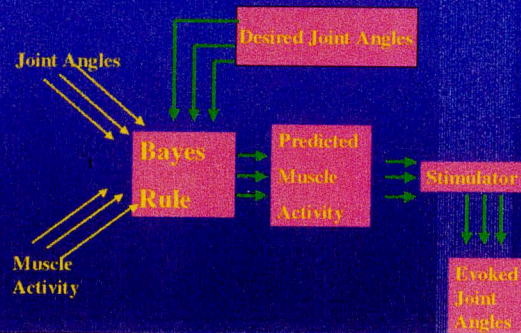 Desired Joint Angles
Joint Angles
Bayes
Rule
Predicted
Muscle
Activity
Stimulator
Muscle
Activity
Evoked
Joint
Angles